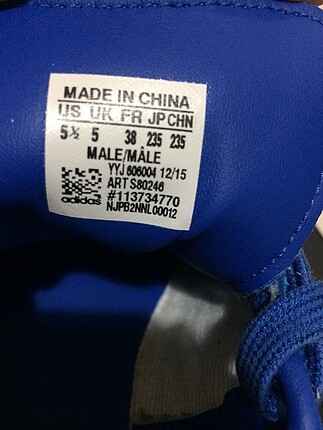 MADE IN CHINA
US UK FR JP CHN
5½ 5 38 235 235
MALE/MÂLE
YYJ 606004 12/15
ART S80246
#113734770
adidas
NJPB2NNL00012